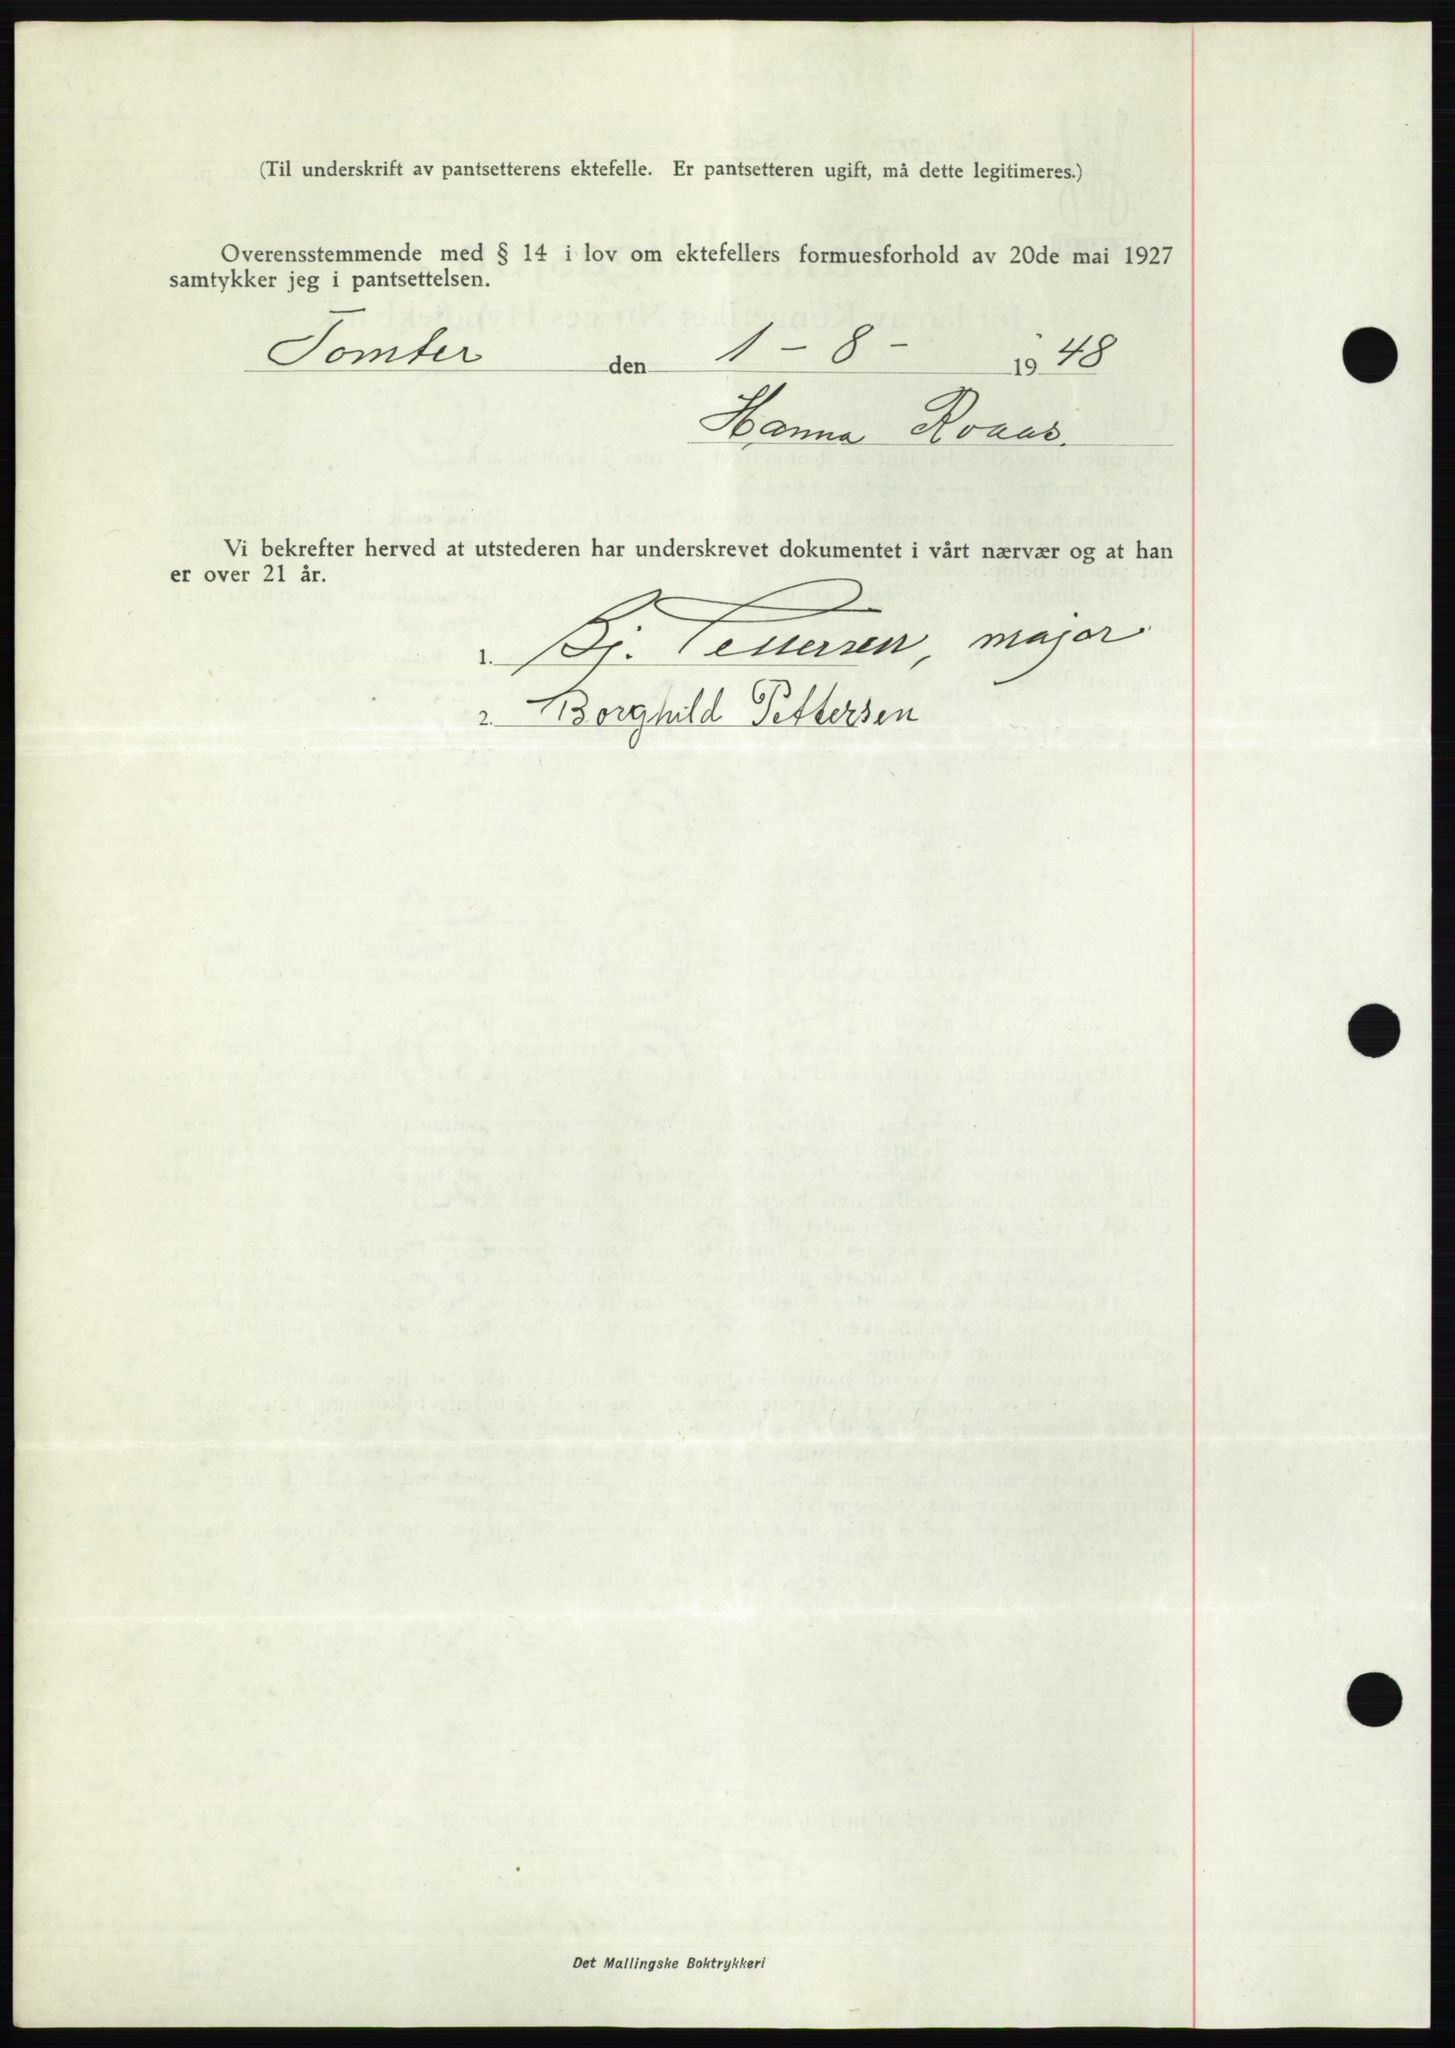 (Til underskrift av pantsetterens ektefelle. Er pantsetteren ugift, må dette legitimeres.)
Overensstemmende med § 14 i lov om ektefellers formuesforhold av 20de mai 1927
samtykker jeg i pantsettelsen.
Tomter den 1 - 8 - 1948
Hanna Roaas.
Vi bekrefter herved at utstederen har underskrevet dokumentet i vårt nærvær og at han
er over 21 år.
1. Bj. Pettersen, major
2. Borghild Pettersen
Det Mallingske Boktrykkeri